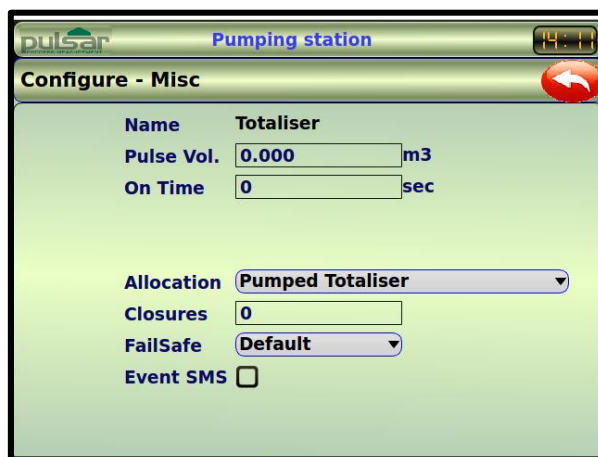 pulsar
Pumping station
14:11
Configure - Misc
Name Totaliser
Pulse Vol. 0.000 m3
On Time 0 sec
Allocation Pumped Totaliser
Closures 0
FailSafe Default
Event SMS